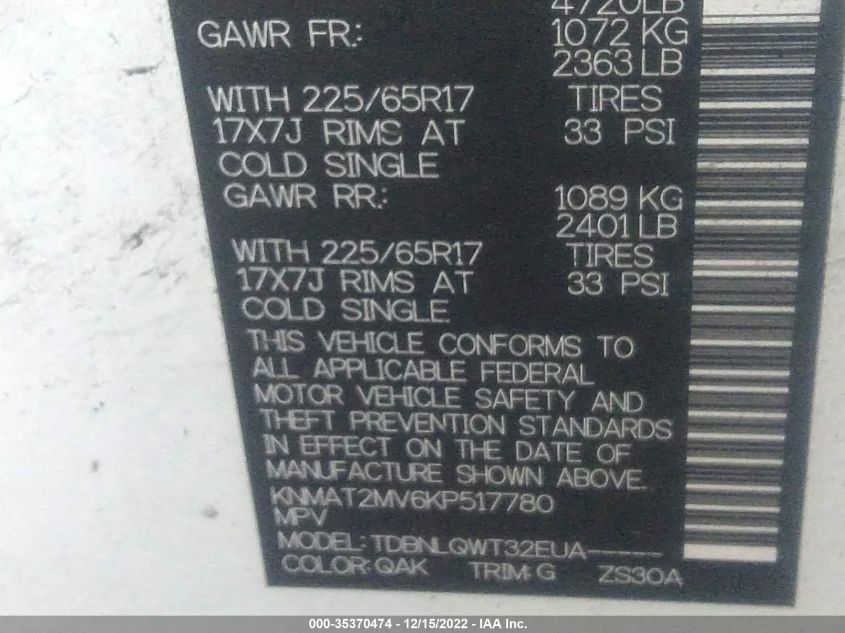 4720LB
GAWR FR.: 1072 KG
2363 LB
WITH 225/65R17 TIRES
17X7J RIMS AT 33 PSI
COLD SINGLE
GAWR RR.: 1089 KG
2401 LB
WITH 225/65R17 TIRES
17X7J RIMS AT 33 PSI
COLD SINGLE
THIS VEHICLE CONFORMS TO
ALL APPLICABLE FEDERAL
MOTOR VEHICLE SAFETY AND
THEFT PREVENTION STANDARDS
IN EFFECT ON THE DATE OF
MANUFACTURE SHOWN ABOVE.
KNMAT2MV6KP517780
MPV
MODEL: TDBNLQWT32EUA-----
COLOR:QAK TRIM:G ZS30A
000-35370474 - 12/15/2022 - IAA Inc.